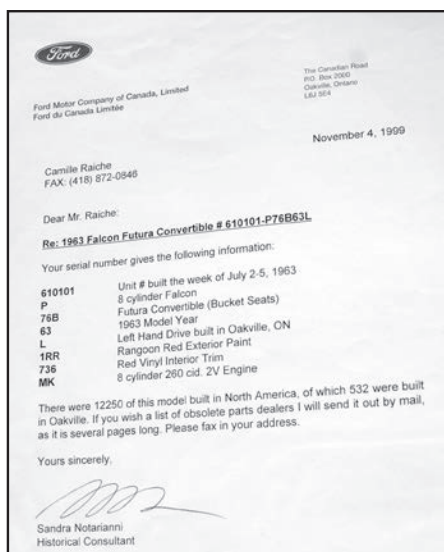 Ford
Ford Motor Company of Canada, Limited
Ford du Canada Limitée
The Canadian Road
P.O. Box 2000
Oakville, Ontario
L6J 5E4
November 4, 1999
Camille Raiche
FAX: (418) 872-0846
Dear Mr. Raiche:
Re: 1963 Falcon Futura Convertible # 610101-P76B63L
Your serial number gives the following information:
610101 Unit # built the week of July 2-5, 1963
P 8 cylinder Falcon
76B Futura Convertible (Bucket Seats)
63 1963 Model Year
L Left Hand Drive built in Oakville, ON
1RR Rangoon Red Exterior Paint
736 Red Vinyl Interior Trim
MK 8 cylinder 260 cid. 2V Engine
There were 12250 of this model built in North America, of which 532 were built
in Oakville. If you wish a list of obsolete parts dealers I will send it out by mail,
as it is several pages long. Please fax in your address.
Yours sincerely,
Sandra Notarianni
Historical Consultant